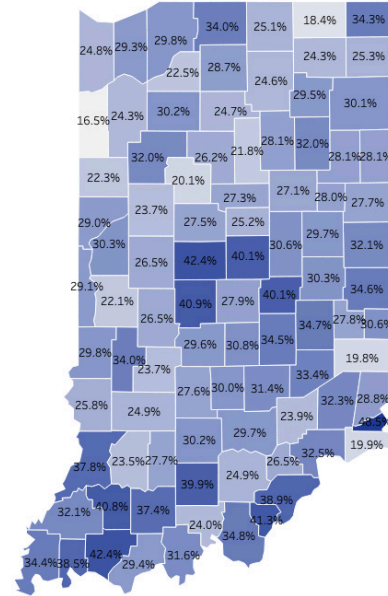 34.0% 25.1% 18.4% 34.3%
24.8% 29.3% 29.8% 24.3% 25.3%
22.5% 28.7% 24.6%
29.5% 30.1%
16.5% 24.3% 30.2% 24.7%
32.0% 26.2% 21.8% 28.1% 32.0% 28.1% 28.1%
22.3% 20.1%
23.7% 27.3% 27.1% 28.0% 27.7%
29.0% 27.5% 25.2%
30.3% 30.6% 29.7% 32.1%
26.5% 42.4% 40.1%
29.1% 22.1% 30.3% 34.6%
26.5% 40.9% 27.9% 40.1%
34.7% 27.8% 30.6%
29.8% 34.0% 23.7% 29.6% 30.8% 34.5%
19.8%
33.4%
25.8% 24.9% 27.6% 30.0% 31.4% 32.3% 28.8%
23.9% 48.5%
37.8% 23.5% 27.7% 30.2% 29.7% 19.9%
26.5% 32.5%
39.9% 24.9%
32.1% 40.8% 37.4% 38.9%
24.0% 41.3%
34.4% 38.5% 42.4% 29.4% 31.6% 34.8%